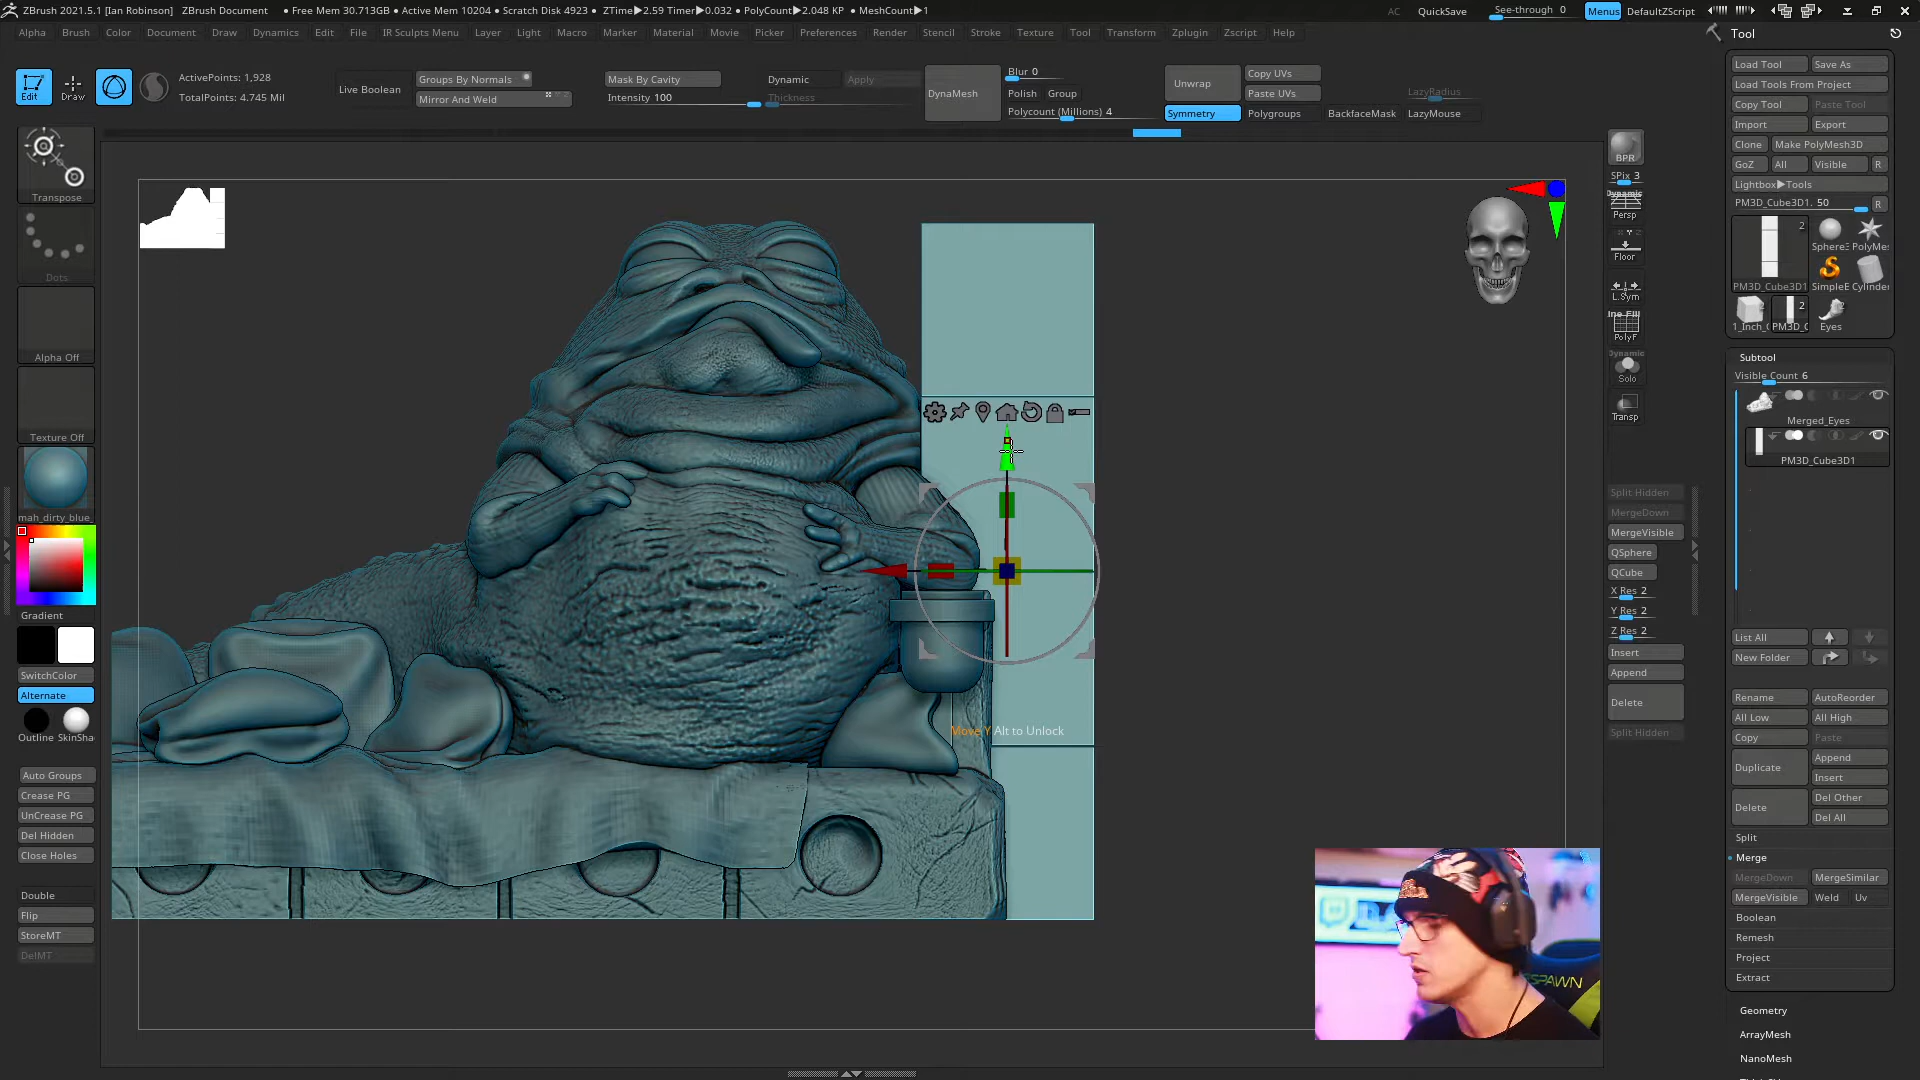 ZBrush 2021.5.1 [Ian Robinson] ZBrush Document • Free Mem 30.713GB • Active Mem 10204 • Scratch Disk 4923 • ZTime▶2.59 Timer▶0.032 • PolyCount▶2.048 KP • MeshCount▶1 AC QuickSave See-through 0 Menus DefaultZScript
Alpha Brush Color Document Draw Dynamics Edit File IR Sculpts Menu Layer Light Macro Marker Material Movie Picker Preferences Render Stencil Stroke Texture Tool Transform Zplugin Zscript Help
Edit
Draw
ActivePoints: 1,928
TotalPoints: 4.745 Mil
Live Boolean
Groups By Normals
Mirror And Weld
Mask By Cavity
Intensity 100
Dynamic
Apply
Thickness
DynaMesh
Blur 0
Polish Group
Polycount (Millions) 4
Unwrap
Copy UVs
Paste UVs
Symmetry
Polygroups
BackfaceMask
LazyRadius
LazyMouse
Transpose
Dots
Alpha Off
Texture Off
mah_dirty_blue_
Gradient
SwitchColor
Alternate
Outline SkinSha
Auto Groups
Crease PG
UnCrease PG
Del Hidden
Close Holes
Double
Flip
StoreMT
DelMT
Move Y Alt to Unlock
BPR
SPix 3
Dynamic
Persp
Floor
L.Sym
PolyF
Dynamic
Solo
Transp
Split Hidden
MergeDown
MergeVisible
QSphere
QCube
X Res 2
Y Res 2
Z Res 2
Insert
Append
Delete
Split Hidden
Tool
Load Tool Save As
Load Tools From Project
Copy Tool Paste Tool
Import Export
Clone Make PolyMesh3D
GoZ All Visible R
Lightbox▶Tools
PM3D_Cube3D1. 50 R
2
Sphere3 PolyMes
PM3D_Cube3D1 SimpleE Cylinder
2
1_Inch_C PM3D_C Eyes
Subtool
Visible Count 6
Merged_Eyes
PM3D_Cube3D1
List All
New Folder
Rename AutoReorder
All Low All High
Copy Paste
Duplicate Append
Insert
Delete Del Other
Del All
Split
Merge
MergeDown MergeSimilar
MergeVisible Weld Uv
Boolean
Remesh
Project
Extract
Geometry
ArrayMesh
NanoMesh